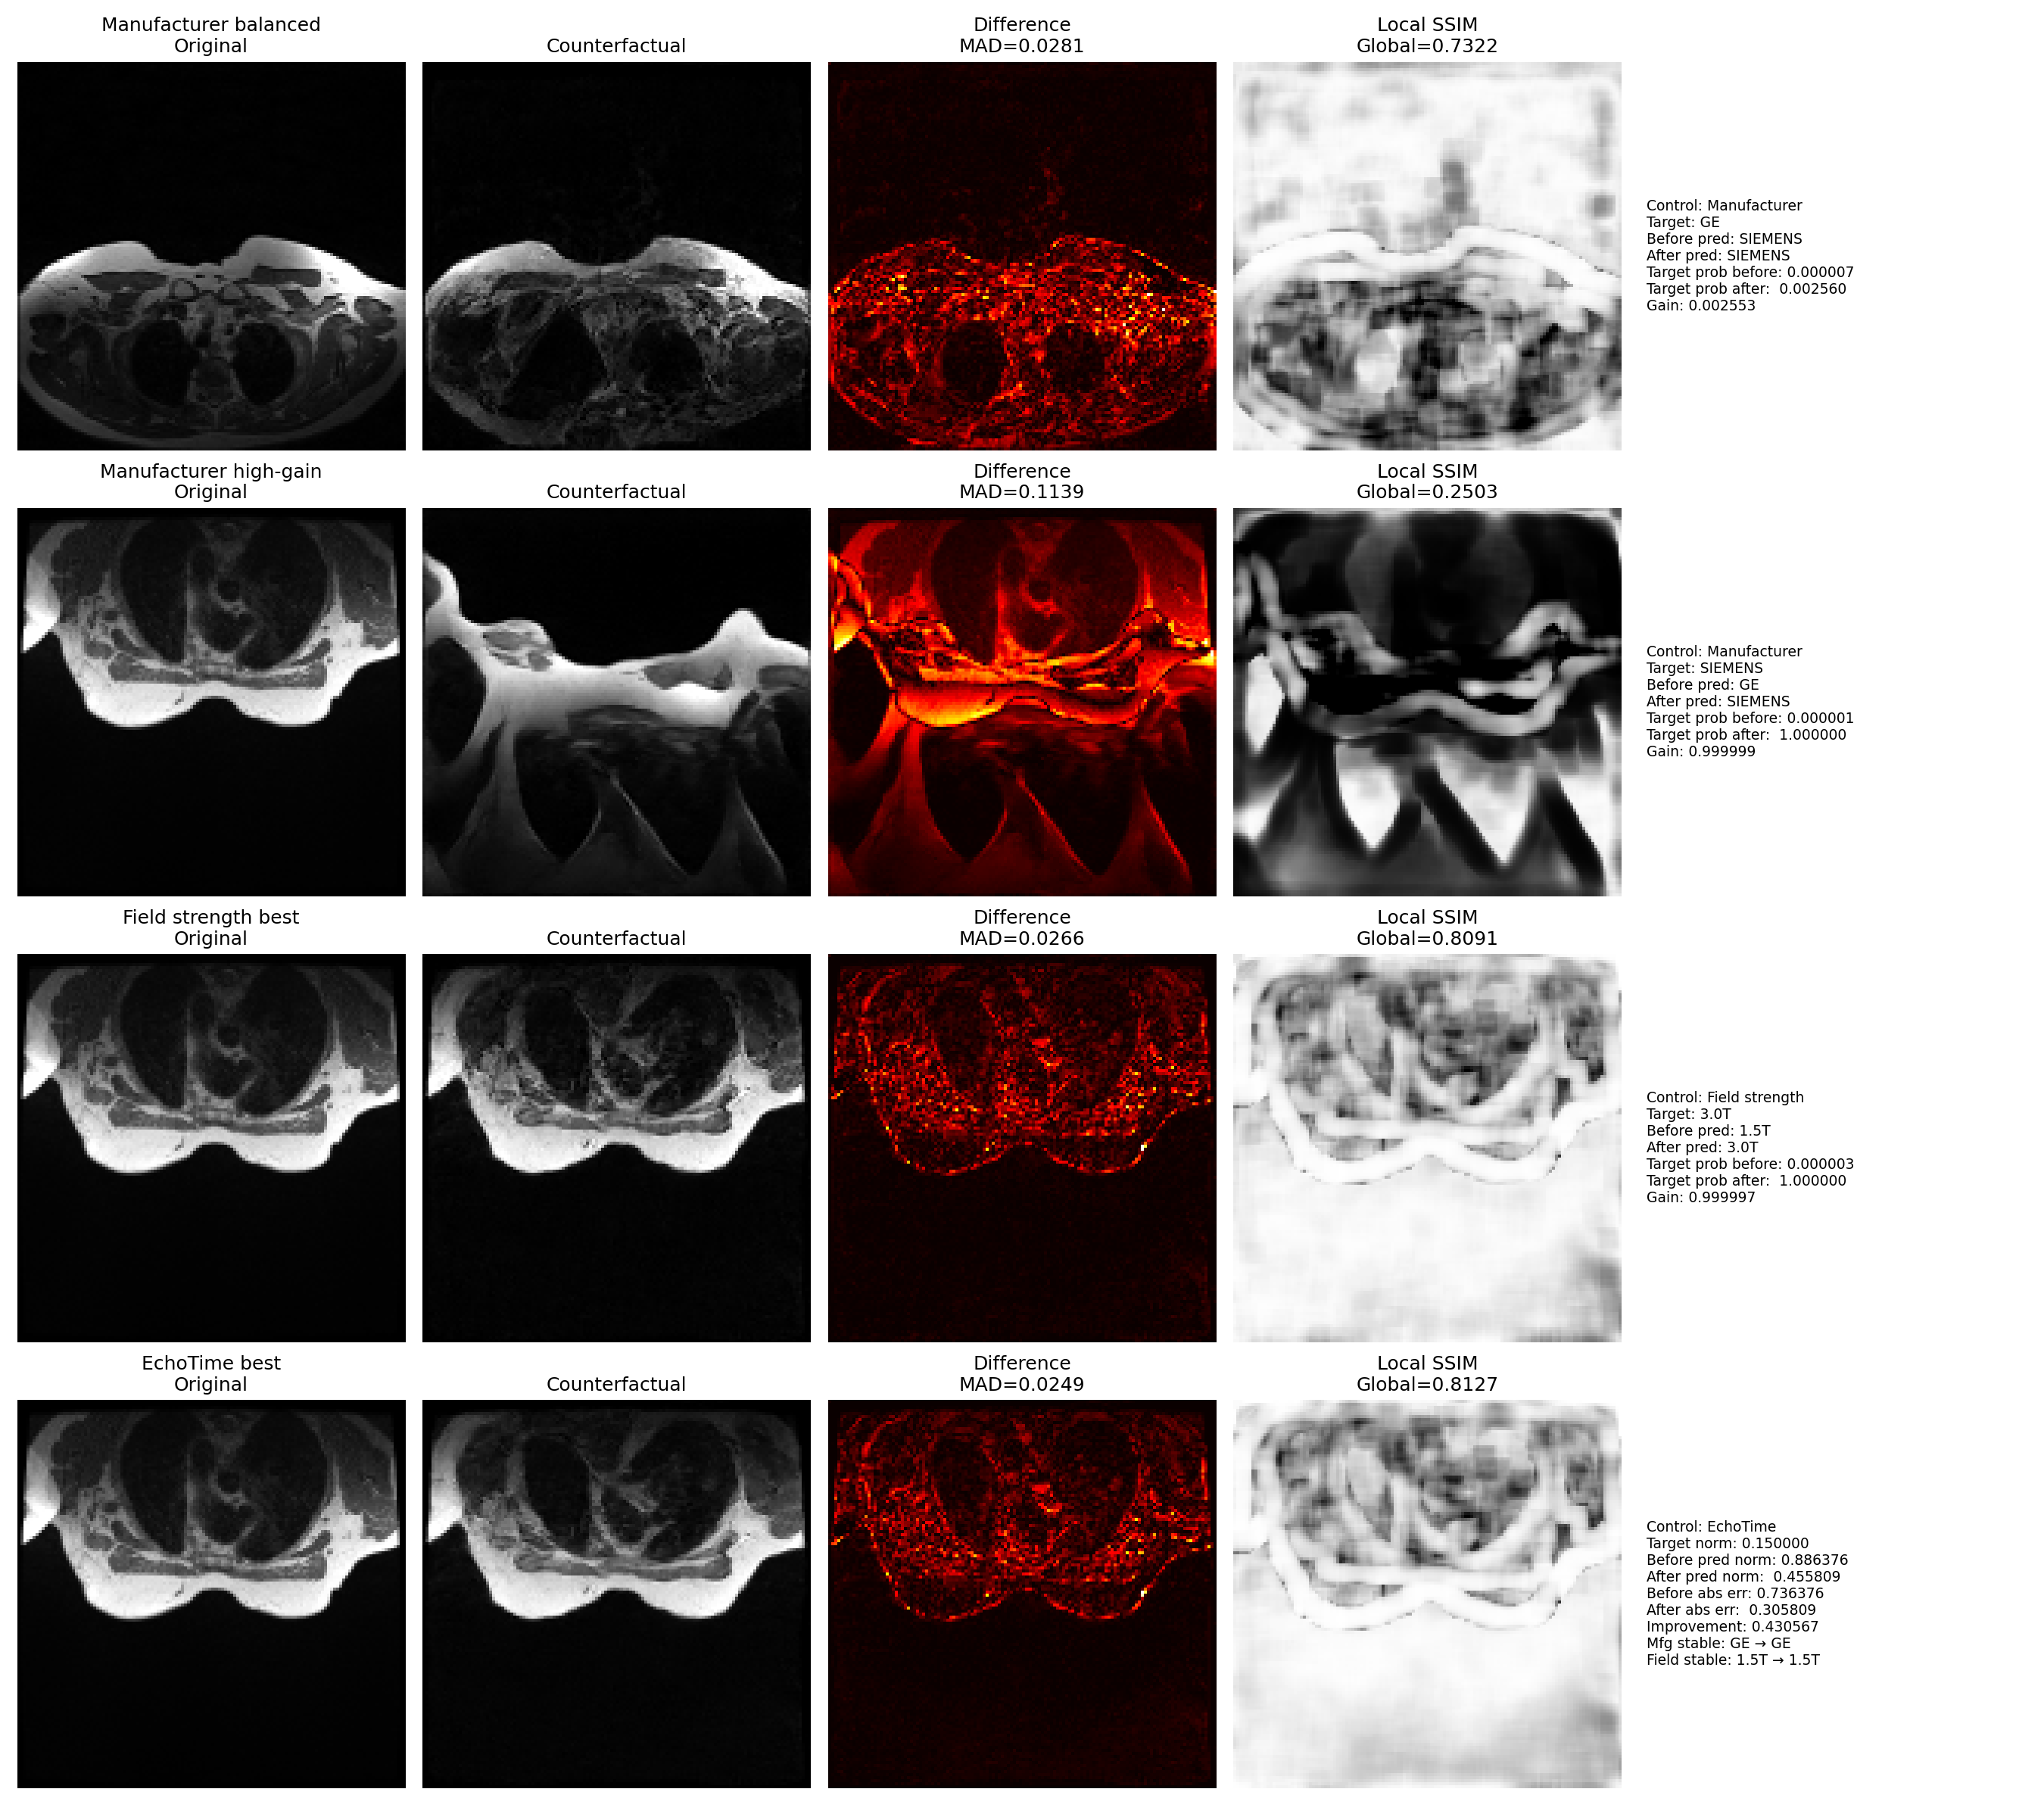 Manufacturer balanced
Original
Counterfactual
Difference
MAD=0.0281
Local SSIM
Global=0.7322
Control: Manufacturer
Target: GE
Before pred: SIEMENS
After pred: SIEMENS
Target prob before: 0.000007
Target prob after:  0.002560
Gain: 0.002553
Manufacturer high-gain
Original
Counterfactual
Difference
MAD=0.1139
Local SSIM
Global=0.2503
Control: Manufacturer
Target: SIEMENS
Before pred: GE
After pred: SIEMENS
Target prob before: 0.000001
Target prob after:  1.000000
Gain: 0.999999
Field strength best
Original
Counterfactual
Difference
MAD=0.0266
Local SSIM
Global=0.8091
Control: Field strength
Target: 3.0T
Before pred: 1.5T
After pred: 3.0T
Target prob before: 0.000003
Target prob after:  1.000000
Gain: 0.999997
EchoTime best
Original
Counterfactual
Difference
MAD=0.0249
Local SSIM
Global=0.8127
Control: EchoTime
Target norm: 0.150000
Before pred norm: 0.886376
After pred norm:  0.455809
Before abs err: 0.736376
After abs err:  0.305809
Improvement: 0.430567
Mfg stable: GE → GE
Field stable: 1.5T → 1.5T